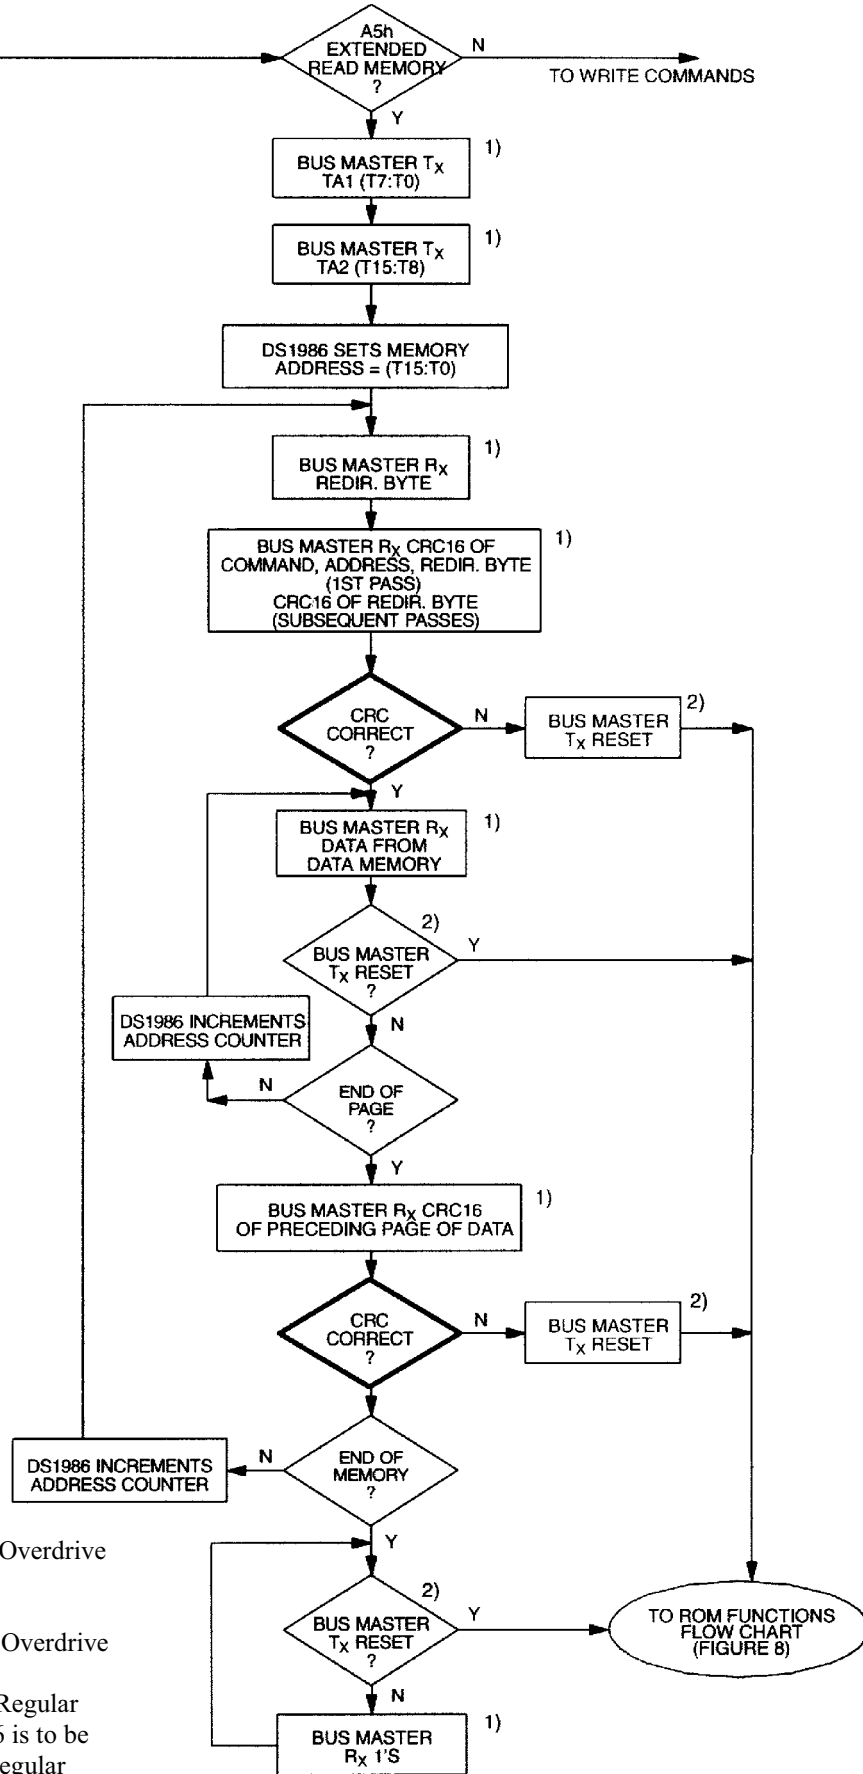 A5h
EXTENDED
READ MEMORY
?
N
TO WRITE COMMANDS
Y
BUS MASTER TX
TA1 (T7:T0)
1)
BUS MASTER TX
TA2 (T15:T8)
1)
DS1986 SETS MEMORY
ADDRESS = (T15:T0)
BUS MASTER RX
REDIR. BYTE
1)
BUS MASTER RX CRC16 OF
COMMAND, ADDRESS, REDIR. BYTE
(1ST PASS)
CRC16 OF REDIR. BYTE
(SUBSEQUENT PASSES)
1)
CRC
CORRECT
?
N
BUS MASTER
TX RESET
2)
Y
BUS MASTER RX
DATA FROM
DATA MEMORY
1)
BUS MASTER
TX RESET
?
2)
Y
N
DS1986 INCREMENTS
ADDRESS COUNTER
N
END OF
PAGE
?
Y
BUS MASTER RX CRC16
OF PRECEDING PAGE OF DATA
1)
CRC
CORRECT
?
N
BUS MASTER
TX RESET
2)
END OF
MEMORY
?
N
DS1986 INCREMENTS
ADDRESS COUNTER
Y
Overdrive
BUS MASTER
TX RESET
?
2)
Y
TO ROM FUNCTIONS
FLOW CHART
(FIGURE 8)
Overdrive
N
Regular
6 is to be
egular
BUS MASTER
RX 1'S
1)